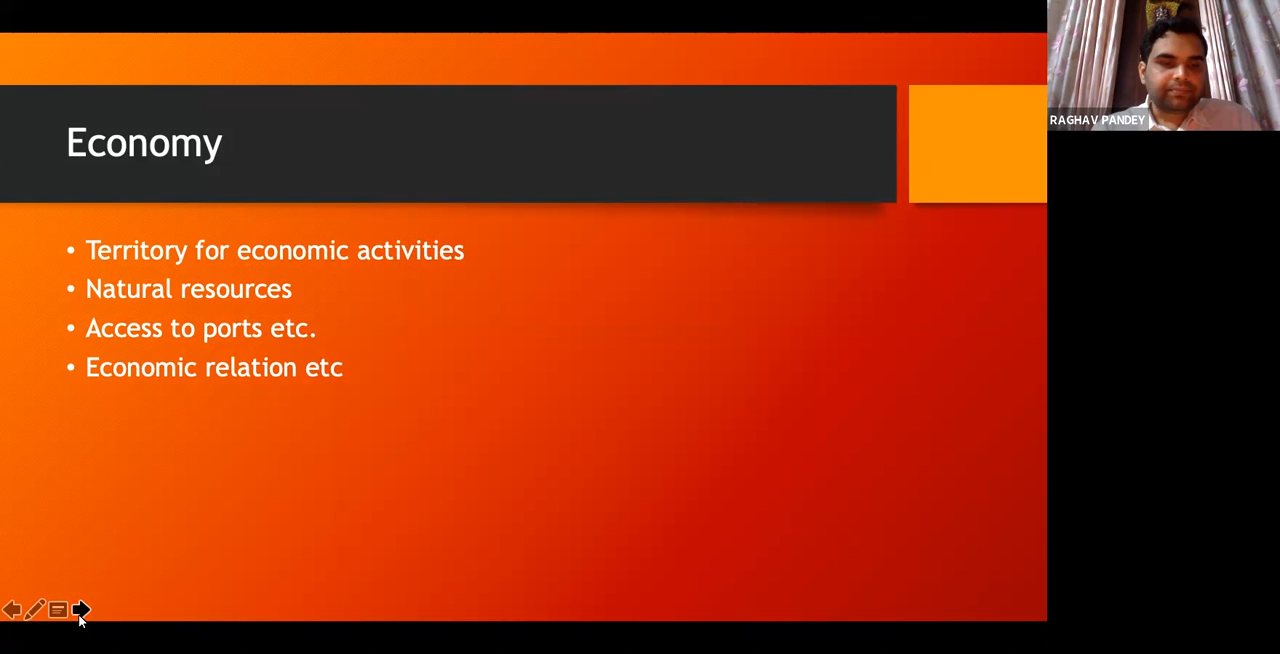 Economy
• Territory for economic activities
• Natural resources
• Access to ports etc.
• Economic relation etc
RAGHAV PANDEY